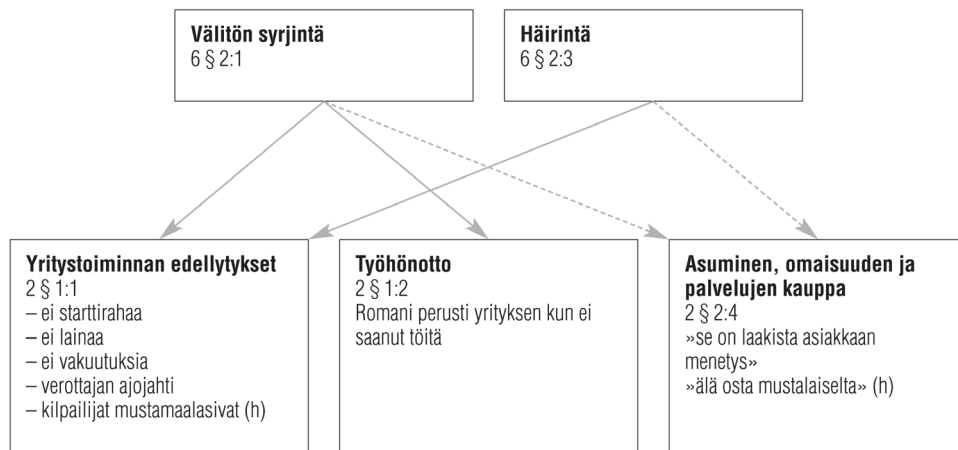 Välitön syrjintä
6 § 2:1
Häirintä
6 § 2:3
Yritystoiminnan edellytykset
2 § 1:1
– ei starttirahaa
– ei lainaa
– ei vakuutuksia
– verottajan ajojahti
– kilpailijat mustamaalasivat (h)
Työhönotto
2 § 1:2
Romani perusti yrityksen kun ei
saanut töitä
Asuminen, omaisuuden ja
palvelujen kauppa
2 § 2:4
»se on laakista asiakkaan
menetys»
»älä osta mustalaiselta» (h)